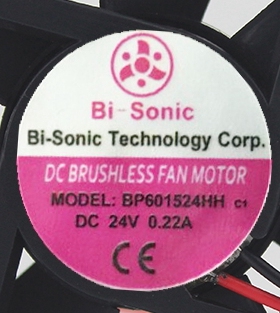 Bi-Sonic
Bi-Sonic Technology Corp.
DC BRUSHLESS FAN MOTOR
MODEL: BP601524HH C1
DC 24V 0.22A
CE